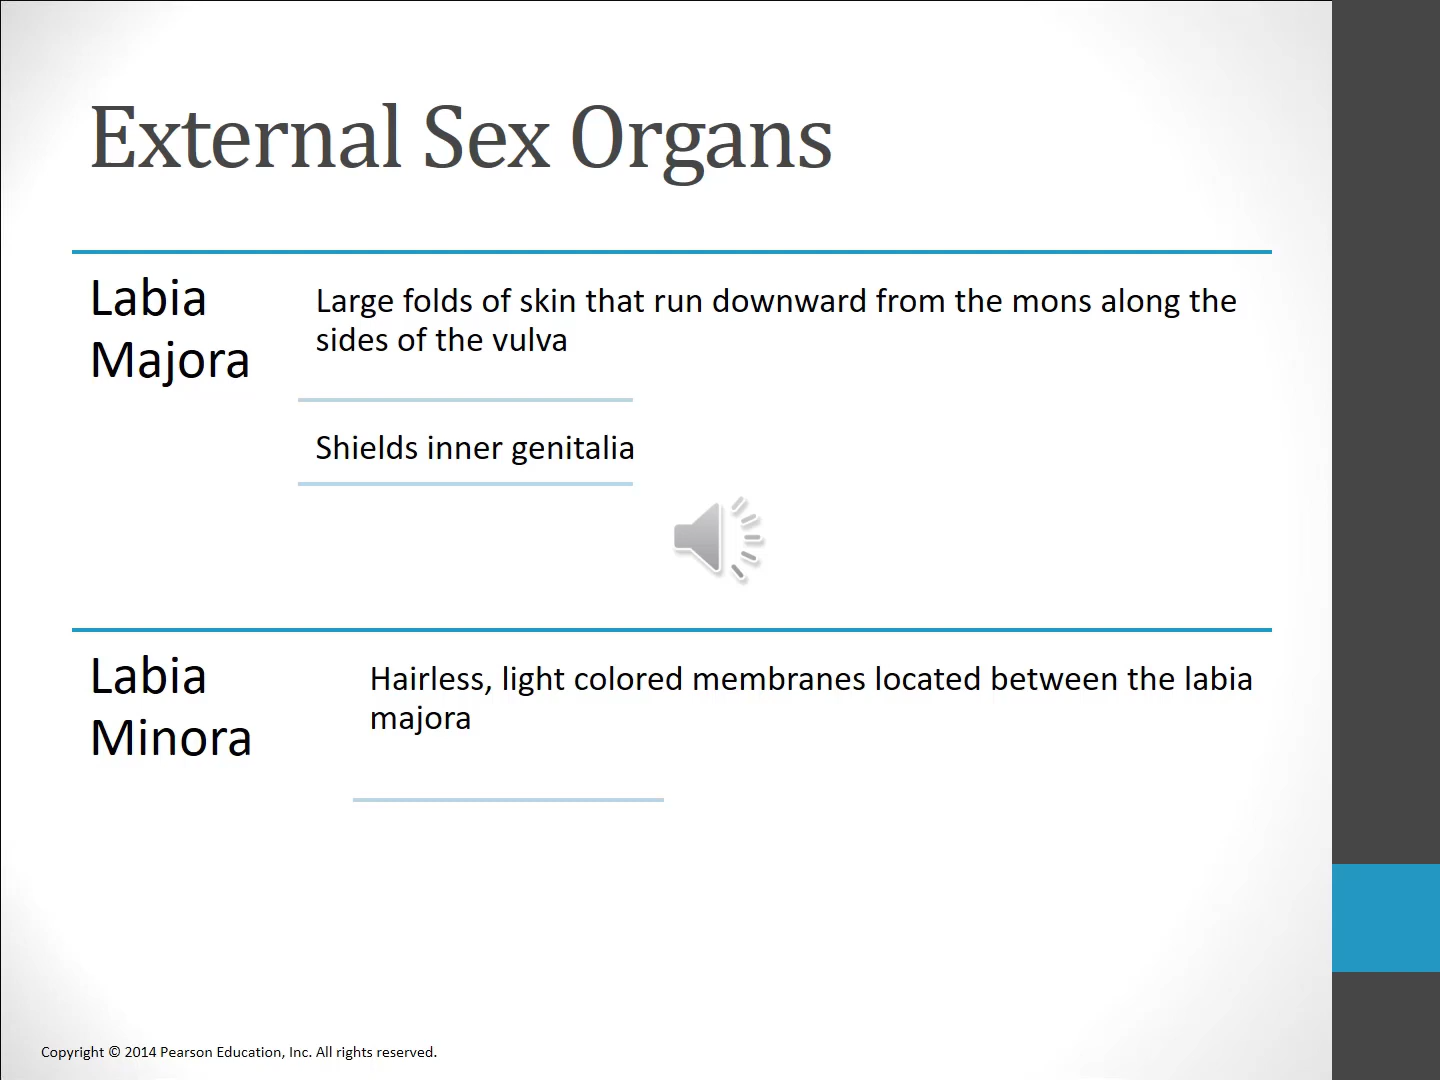 External Sex Organs
Labia
Majora
Large folds of skin that run downward from the mons along the
sides of the vulva
Shields inner genitalia
Labia
Minora
Hairless, light colored membranes located between the labia
majora
Copyright © 2014 Pearson Education, Inc. All rights reserved.